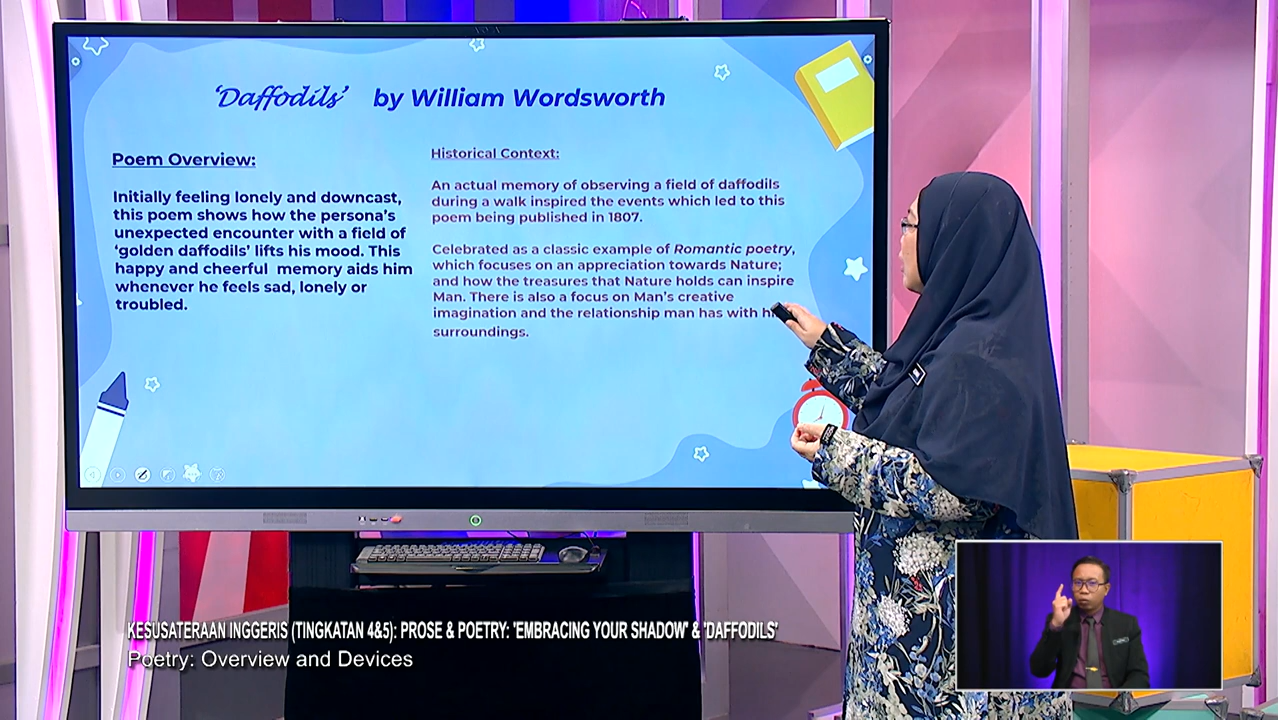 'Daffodils' by William Wordsworth
Poem Overview:
Initially feeling lonely and downcast,
this poem shows how the persona's
unexpected encounter with a field of
'golden daffodils' lifts his mood. This
happy and cheerful memory aids him
whenever he feels sad, lonely or
troubled.
Historical Context:
An actual memory of observing a field of daffodils
during a walk inspired the events which led to this
poem being published in 1807.
Celebrated as a classic example of Romantic poetry,
which focuses on an appreciation towards Nature;
and how the treasures that Nature holds can inspire
Man. There is also a focus on Man's creative
imagination and the relationship man has with
surroundings.
KESUSATERAAN INGGERIS (TINGKATAN 4&5): PROSE & POETRY: 'EMBRACING YOUR SHADOW' & 'DAFFODILS'
Poetry: Overview and Devices